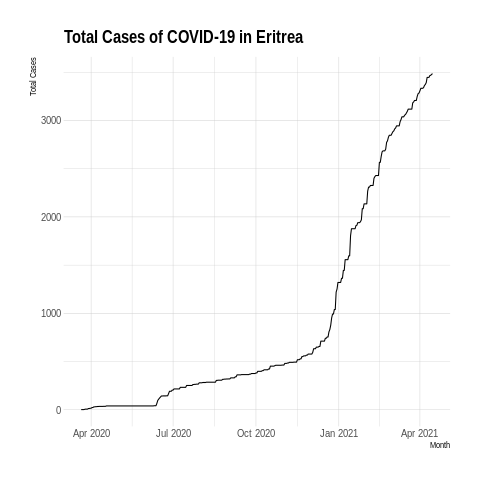 Total Cases of COVID-19 in Eritrea
Total Cases
3000
2000
1000
0
Apr 2020 Jul 2020 Oct 2020 Jan 2021 Apr 2021
Month